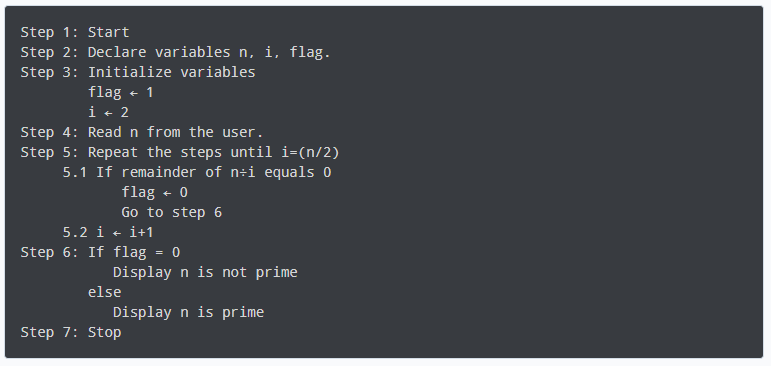 Step 1: Start
Step 2: Declare variables n, i, flag.
Step 3: Initialize variables
        flag ← 1
        i ← 2
Step 4: Read n from the user.
Step 5: Repeat the steps until i=(n/2)
     5.1 If remainder of n÷i equals 0
            flag ← 0
            Go to step 6
     5.2 i ← i+1
Step 6: If flag = 0
           Display n is not prime
        else
           Display n is prime
Step 7: Stop